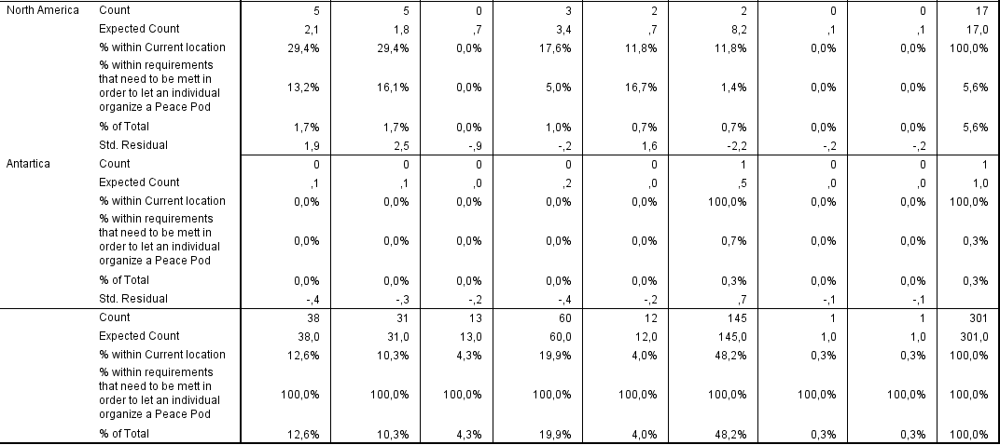 North America Count 5 5 0 3 2 2 0 0 17
Expected Count 2,1 1,8 ,7 3,4 ,7 8,2 ,1 ,1 17,0
% within Current location 29,4% 29,4% 0,0% 17,6% 11,8% 11,8% 0,0% 0,0% 100,0%
% within requirements
that need to be mett in
order to let an individual
organize a Peace Pod
13,2% 16,1% 0,0% 5,0% 16,7% 1,4% 0,0% 0,0% 5,6%
% of Total 1,7% 1,7% 0,0% 1,0% 0,7% 0,7% 0,0% 0,0% 5,6%
Std. Residual 1,9 2,5 -,9 -,2 1,6 -2,2 -,2 -,2
Antartica Count 0 0 0 0 0 1 0 0 1
Expected Count ,1 ,1 ,0 ,2 ,0 ,5 ,0 ,0 1,0
% within Current location 0,0% 0,0% 0,0% 0,0% 0,0% 100,0% 0,0% 0,0% 100,0%
% within requirements
that need to be mett in
order to let an individual
organize a Peace Pod
0,0% 0,0% 0,0% 0,0% 0,0% 0,7% 0,0% 0,0% 0,3%
% of Total 0,0% 0,0% 0,0% 0,0% 0,0% 0,3% 0,0% 0,0% 0,3%
Std. Residual -,4 -,3 -,2 -,4 -,2 ,7 -,1 -,1
Count 38 31 13 60 12 145 1 1 301
Expected Count 38,0 31,0 13,0 60,0 12,0 145,0 1,0 1,0 301,0
% within Current location 12,6% 10,3% 4,3% 19,9% 4,0% 48,2% 0,3% 0,3% 100,0%
% within requirements
that need to be mett in
order to let an individual
organize a Peace Pod
100,0% 100,0% 100,0% 100,0% 100,0% 100,0% 100,0% 100,0% 100,0%
% of Total 12,6% 10,3% 4,3% 19,9% 4,0% 48,2% 0,3% 0,3% 100,0%